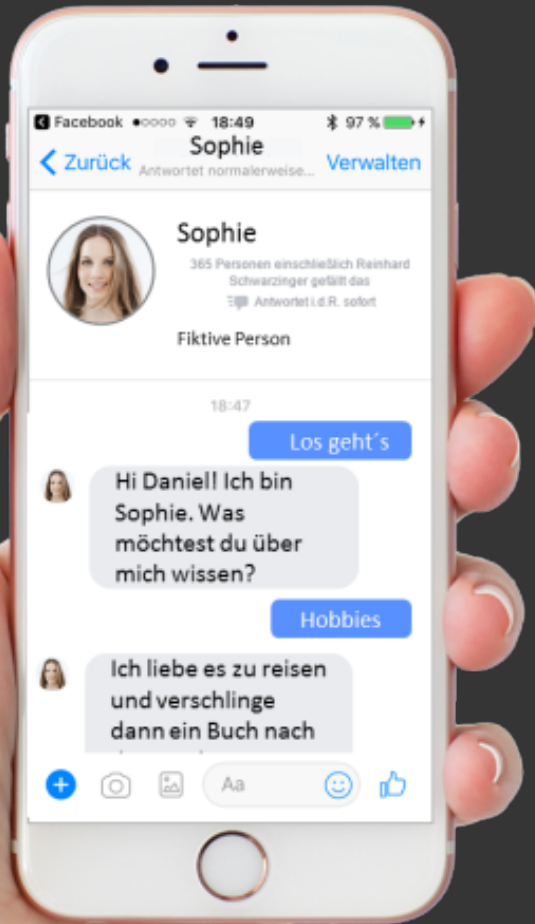 Facebook 18:49 97 %
Zurück Sophie Verwalten
Antwortet normalerweise...
Sophie
365 Personen einschließlich Reinhard
Schwarzinger gefällt das
Antwortet i.d.R. sofort
Fiktive Person
18:47
Los geht´s
Hi Daniel! Ich bin
Sophie. Was
möchtest du über
mich wissen?
Hobbies
Ich liebe es zu reisen
und verschlinge
dann ein Buch nach
Aa